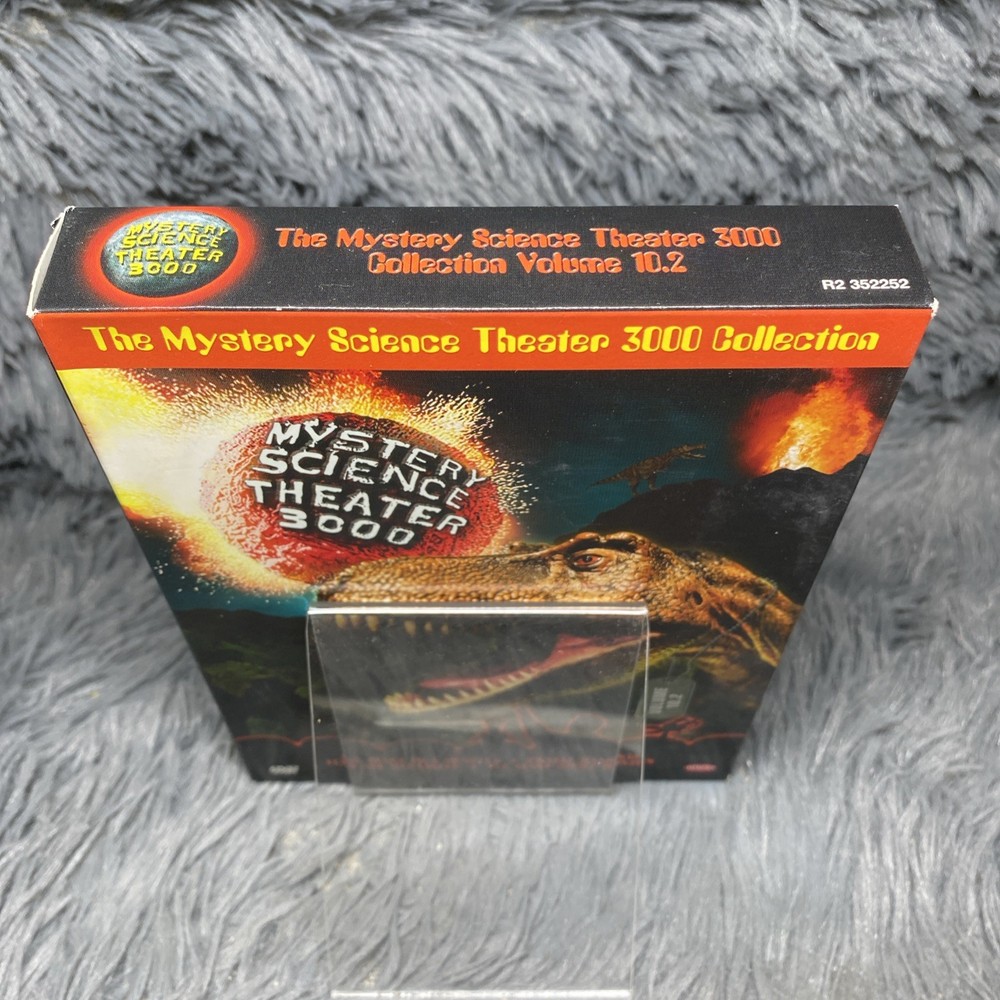 MYSTERY
SCIENCE
THEATER
3000
The Mystery Science Theater 3000
Collection Volume 10.2
R2 352252
The Mystery Science Theater 3000 Collection
MYSTERY
SCIENCE
THEATER
3000